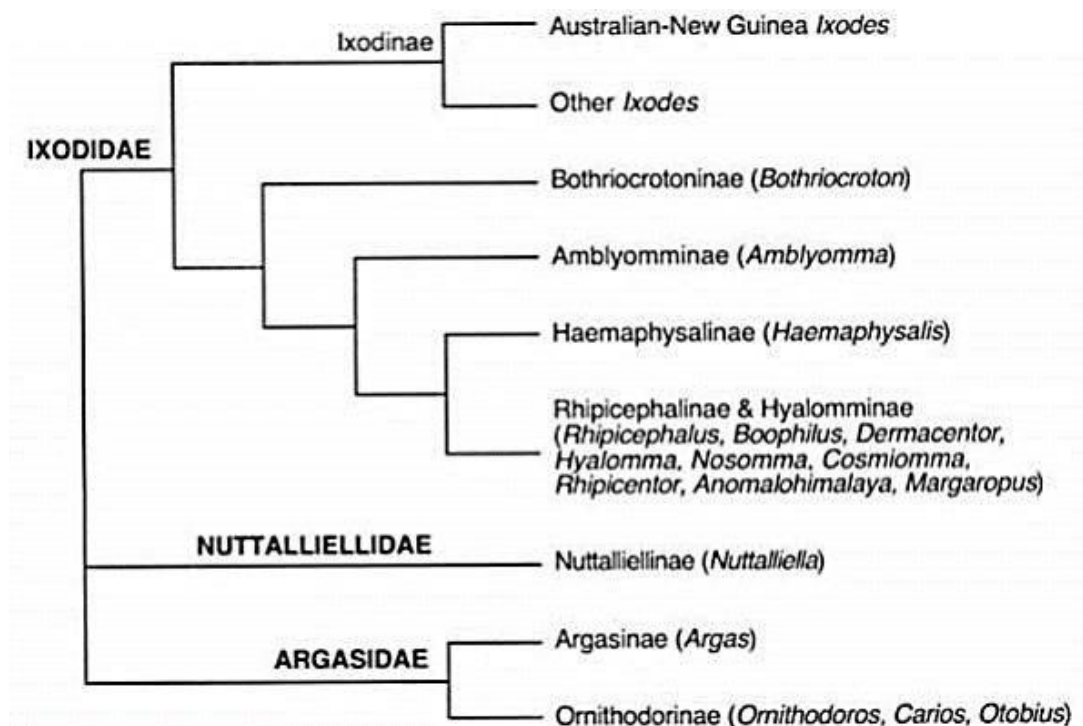 Ixodinae
Australian-New Guinea Ixodes
Other Ixodes
IXODIDAE
Bothriocrotoninae (Bothriocroton)
Amblyomminae (Amblyomma)
Haemaphysalinae (Haemaphysalis)
Rhipicephalinae & Hyalomminae
(Rhipicephalus, Boophilus, Dermacentor,
Hyalomma, Nosomma, Cosmiomma,
Rhipicentor, Anomalohimalaya, Margaropus)
NUTTALLIELLIDAE
Nuttalliellinae (Nuttalliella)
ARGASIDAE
Argasinae (Argas)
Ornithodorinae (Ornithodoros, Carios, Otobius)